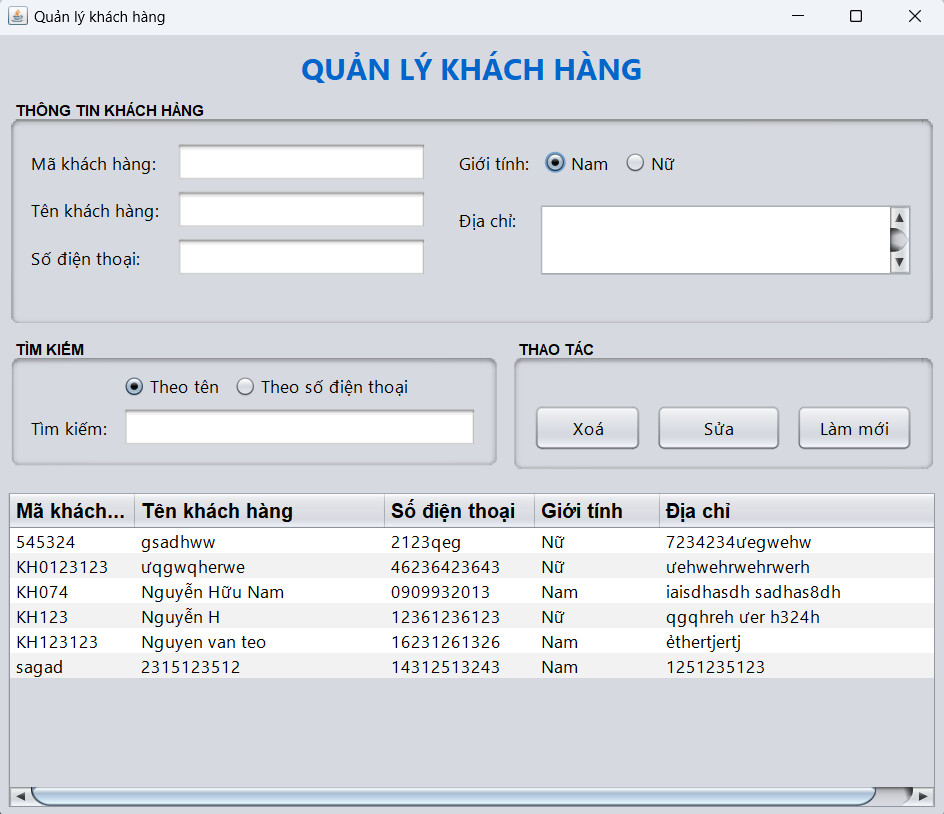 Quản lý khách hàng
QUẢN LÝ KHÁCH HÀNG
THÔNG TIN KHÁCH HÀNG
Mã khách hàng:
Giới tính: Nam Nữ
Tên khách hàng:
Địa chỉ:
Số điện thoại:
TÌM KIẾM
Theo tên Theo số điện thoại
Tìm kiếm:
THAO TÁC
Xoá Sửa Làm mới
Mã khách... Tên khách hàng Số điện thoại Giới tính Địa chỉ
545324 gsadhww 2123qeg Nữ 7234234ưegwehw
KH0123123 ưqgwqherwe 46236423643 Nữ ưehwehrwehrwerh
KH074 Nguyễn Hữu Nam 0909932013 Nam iaisdhasdh sadhas8dh
KH123 Nguyễn H 12361236123 Nữ qgqhreh ưer h324h
KH123123 Nguyen van teo 16231261326 Nam ẻthertjertj
sagad 2315123512 14312513243 Nam 1251235123